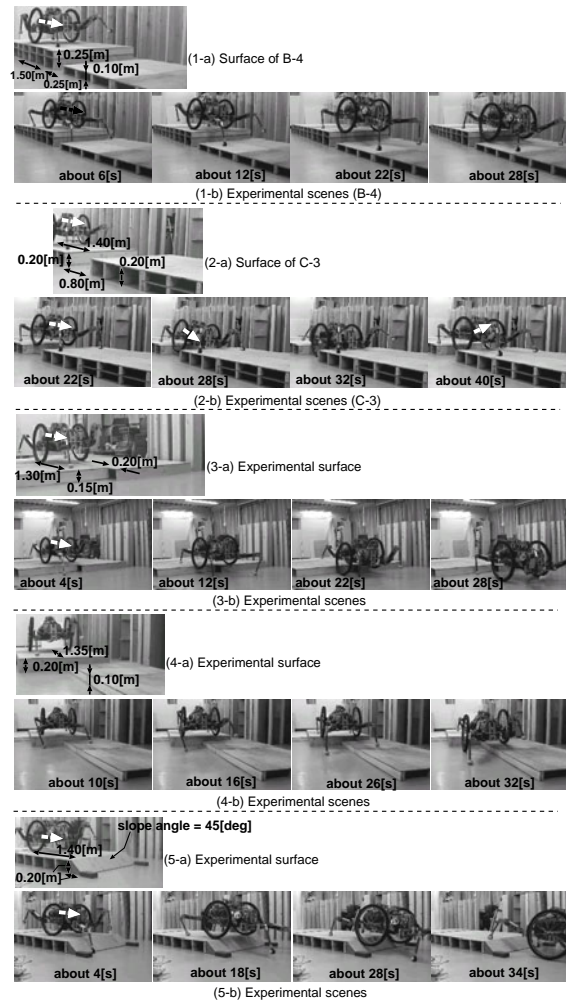 0.25[m]
0.10[m]
1.50[m]
0.25[m]
(1-a) Surface of B-4
about 6[s] about 12[s] about 22[s] about 28[s]
(1-b) Experimental scenes (B-4)
1.40[m]
0.20[m] 0.20[m]
0.80[m]
(2-a) Surface of C-3
about 22[s] about 28[s] about 32[s] about 40[s]
(2-b) Experimental scenes (C-3)
0.20[m]
1.30[m]
0.15[m]
(3-a) Experimental surface
about 4[s] about 12[s] about 22[s] about 28[s]
(3-b) Experimental scenes
1.35[m]
0.20[m]
0.10[m]
(4-a) Experimental surface
about 10[s] about 16[s] about 26[s] about 32[s]
(4-b) Experimental scenes
slope angle = 45[deg]
1.40[m]
0.20[m]
(5-a) Experimental surface
about 4[s] about 18[s] about 28[s] about 34[s]
(5-b) Experimental scenes